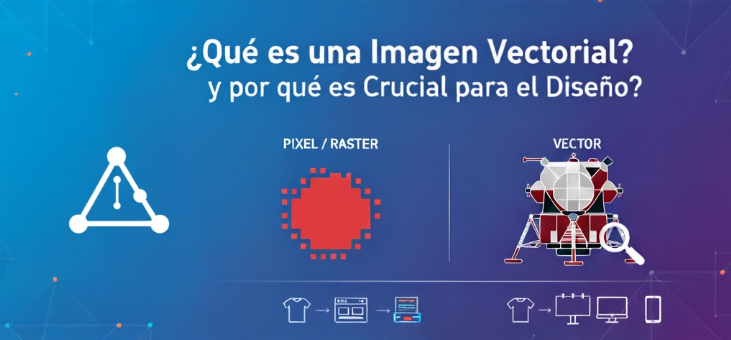 ¿Qué es una Imagen Vectorial?
y por qué es Crucial para el Diseño?
PIXEL / RASTER
VECTOR